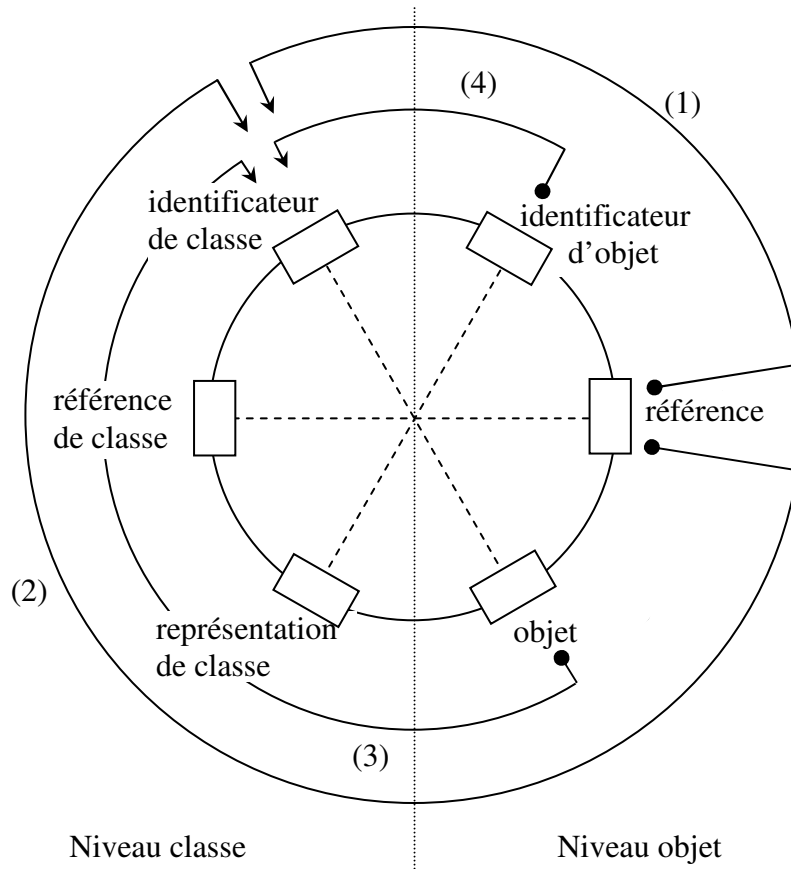 (4)
(1)
identificateur
de classe
identificateur
d’objet
référence
de classe
référence
(2)
représentation
de classe
objet
(3)
Niveau classe
Niveau objet